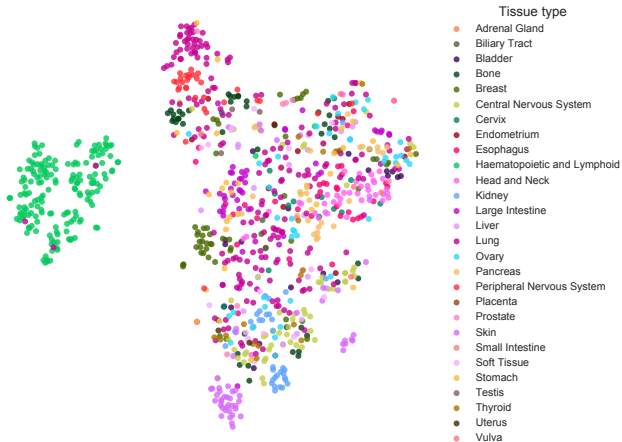 Tissue type
Adrenal Gland
Biliary Tract
Bladder
Bone
Breast
Central Nervous System
Cervix
Endometrium
Esophagus
Haematopoietic and Lymphoid
Head and Neck
Kidney
Large Intestine
Liver
Lung
Ovary
Pancreas
Peripheral Nervous System
Placenta
Prostate
Skin
Small Intestine
Soft Tissue
Stomach
Testis
Thyroid
Uterus
Vulva